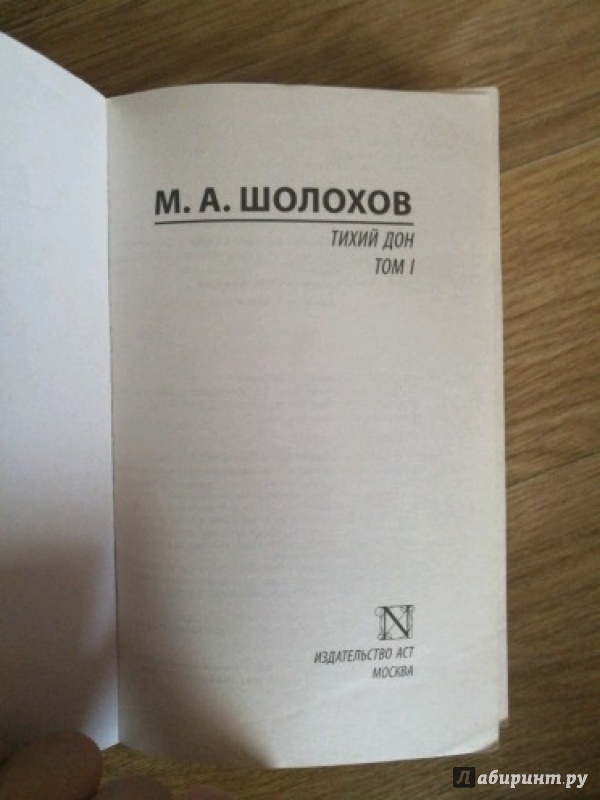 М. А. ШОЛОХОВ
ТИХИЙ ДОН
ТОМ I
N
ИЗДАТЕЛЬСТВО АСТ
МОСКВА
Лабиринт.ру